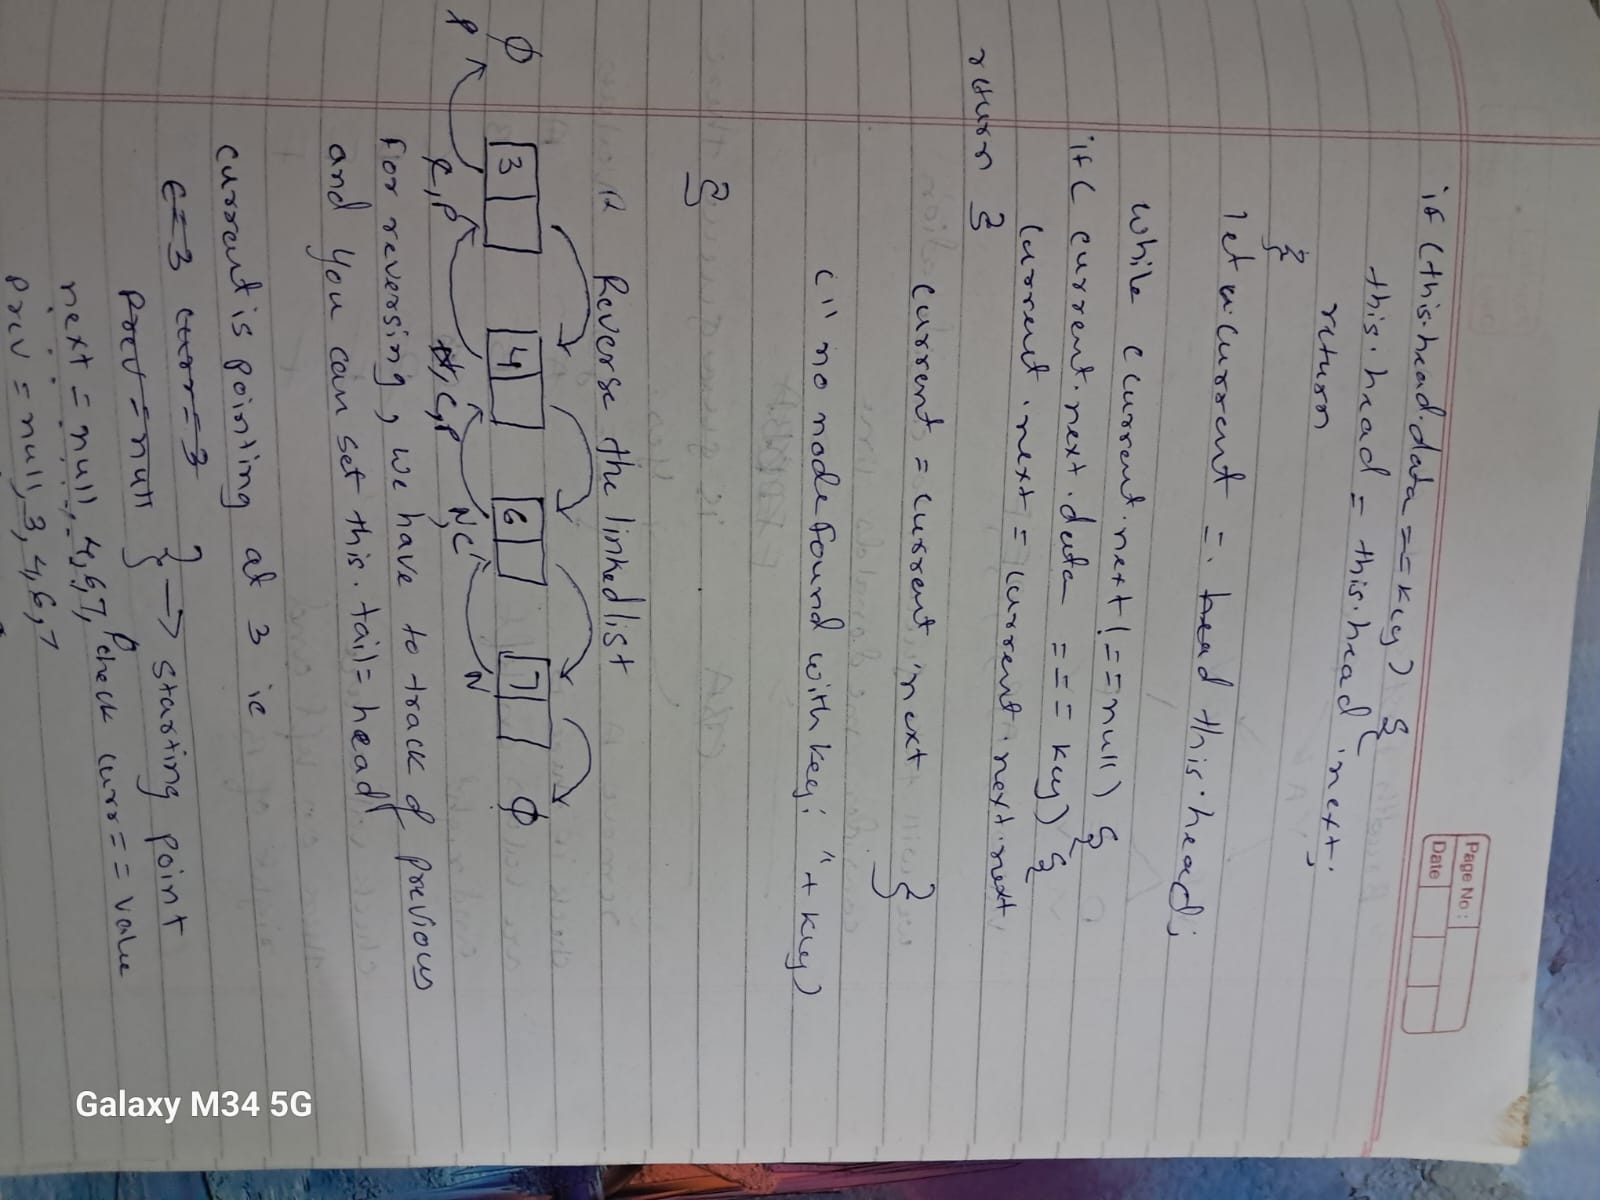 Page No :
Date
if (this.head.data === key) {
this.head = this.head.next;
return
}
let current = head this.head;
while (current.next !== null) {
if ( current.next.data === key) {
current.next = current.next.next
return }
current = current.next }
(" no node found with key: " + key)
}
Reverse the linkedlist
ϕ 3 4 6 7 ϕ
P C,P N,C,P N,C N
For reversing, we have to track of previous
and you can set this.tail= head!
current is pointing at 3 ie
c=3 curr=3
prev = null } → starting point
next = null, 4,6,7, check curr == value
prev = null, 3, 4, 6, 7
Galaxy M34 5G